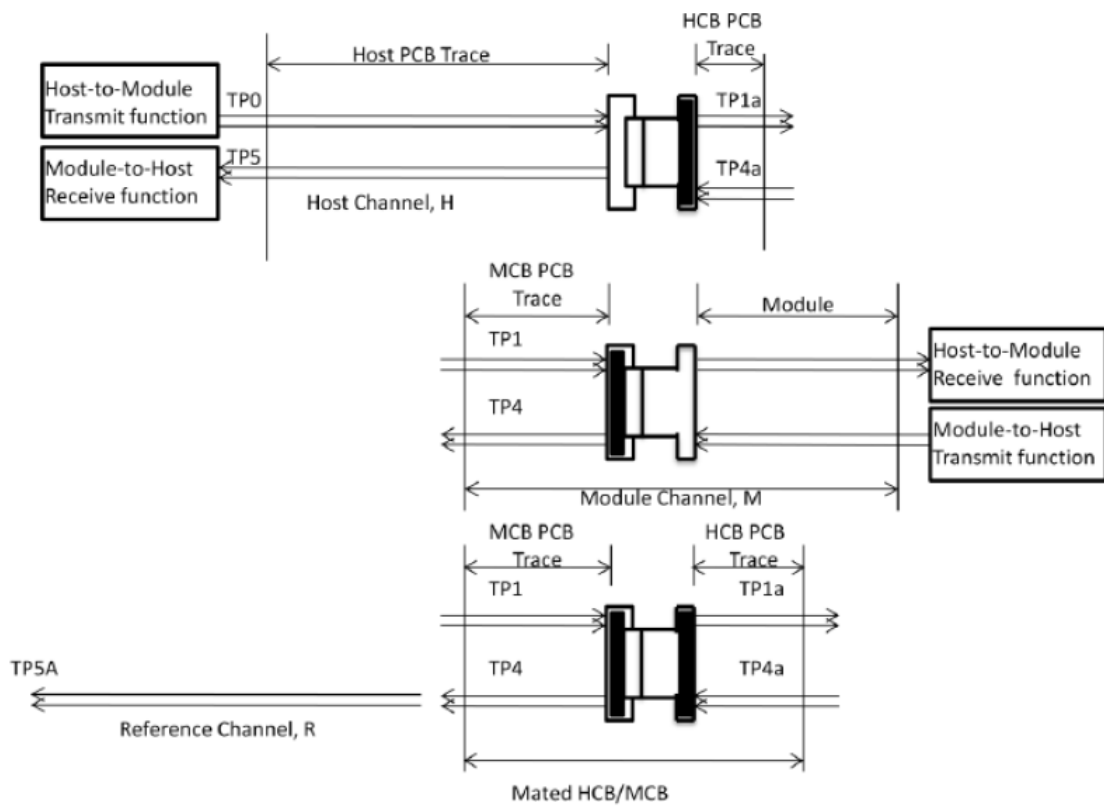 HCB PCB
Trace
Host PCB Trace
Host-to-Module
Transmit function
TP0
TP1a
Module-to-Host
Receive function
TP5
TP4a
Host Channel, H
MCB PCB
Trace
Module
TP1
Host-to-Module
Receive function
TP4
Module-to-Host
Transmit function
Module Channel, M
MCB PCB
Trace
HCB PCB
Trace
TP1
TP1a
TP5A
TP4
TP4a
Reference Channel, R
Mated HCB/MCB